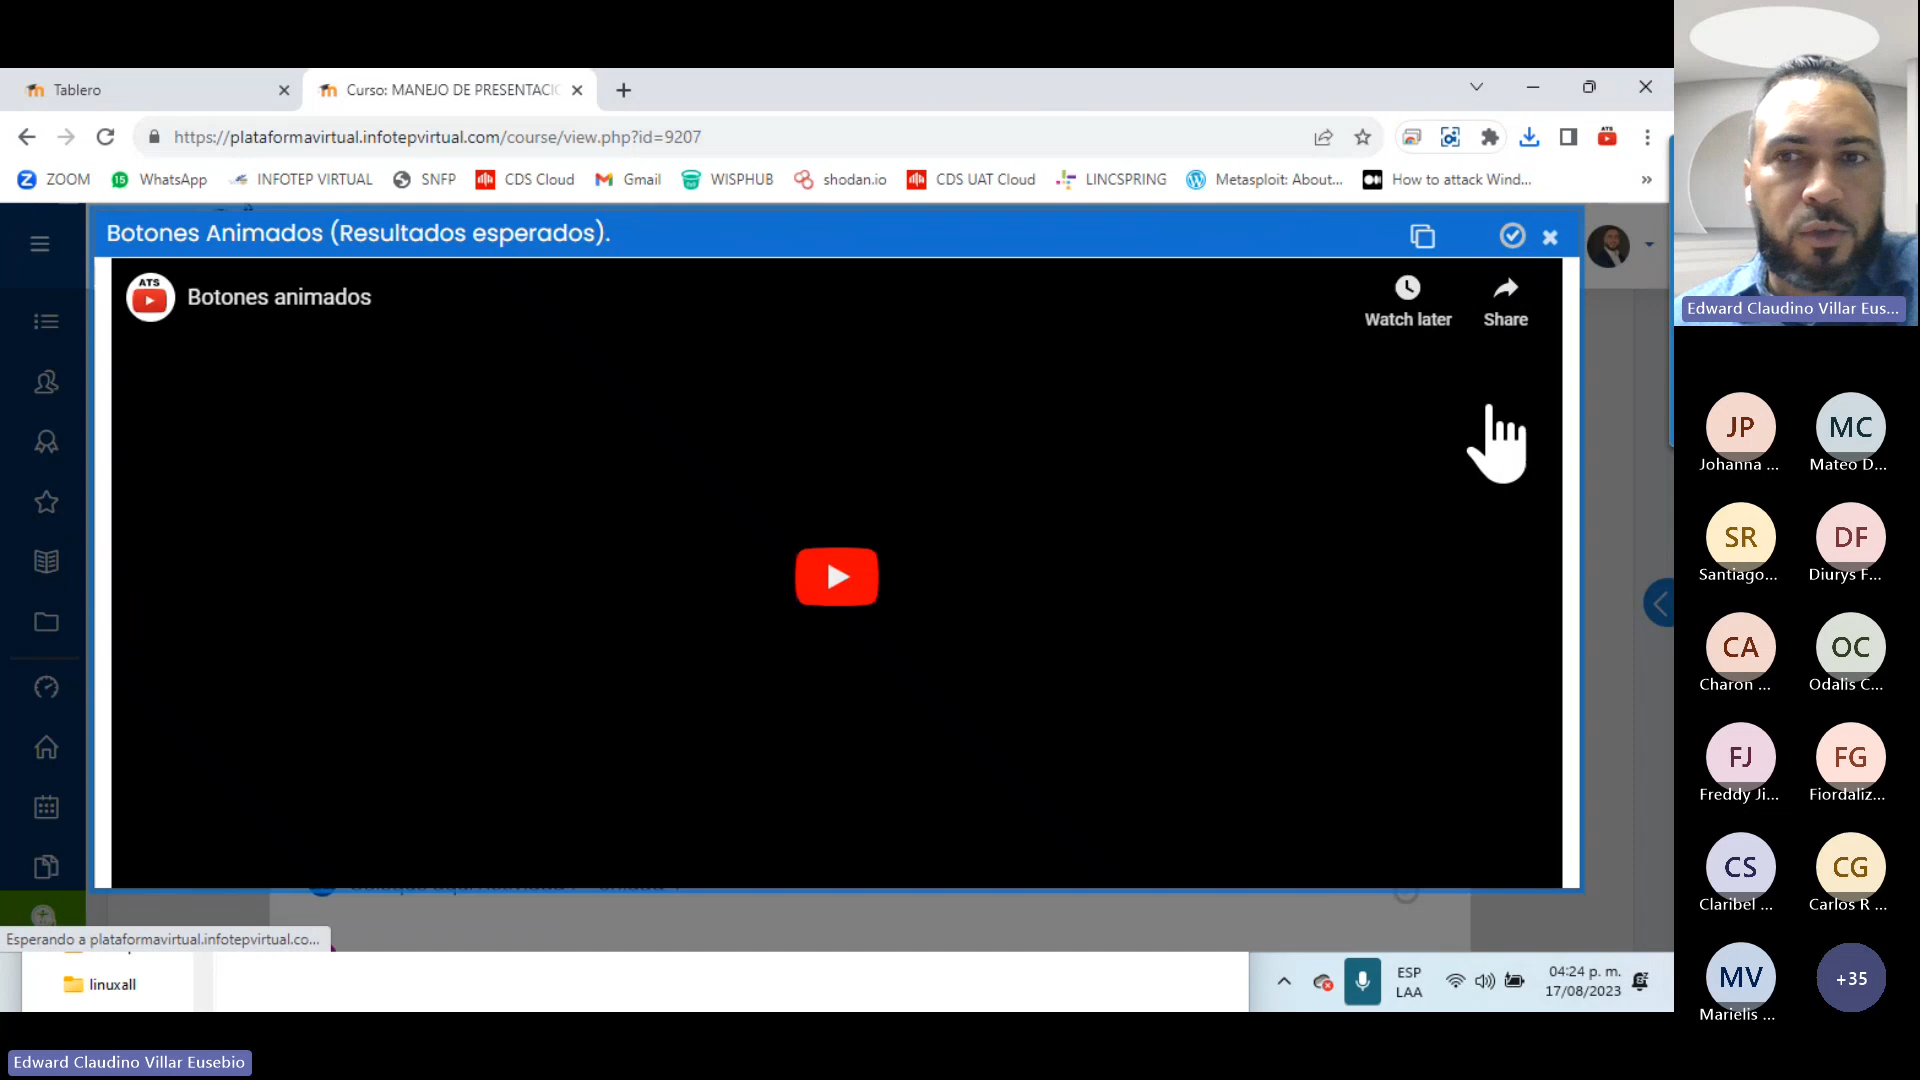 Tablero
Curso: MANEJO DE PRESENTACIO
https://plataformavirtual.infotepvirtual.com/course/view.php?id=9207
ZOOM
15
WhatsApp
INFOTEP VIRTUAL
SNFP
CDS Cloud
Gmail
WISPHUB
shodan.io
CDS UAT Cloud
LINCSPRING
Metasploit: About...
How to attack Wind...
»
Botones Animados (Resultados esperados).
ATS
Botones animados
Watch later
Share
Esperando a plataformavirtual.infotepvirtual.co...
linuxall
ESP
LAA
04:24 p. m.
17/08/2023
Edward Claudino Villar Eusebio
Edward Claudino Villar Eus...
JP
Johanna ...
MC
Mateo D...
SR
Santiago...
DF
Diurys F...
CA
Charon ...
OC
Odalis C...
FJ
Freddy Ji...
FG
Fiordaliz...
CS
Claribel ...
CG
Carlos R ...
MV
Marielis ...
+35